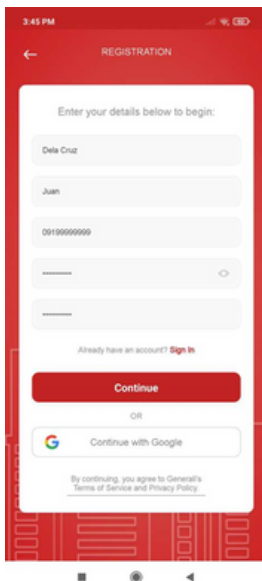 3:45 PM
REGISTRATION
Enter your details below to begin:
Dela Cruz
Juan
09199999999
Already have an account? Sign In
Continue
OR
Continue with Google
By continuing, you agree to Generali's
Terms of Service and Privacy Policy.